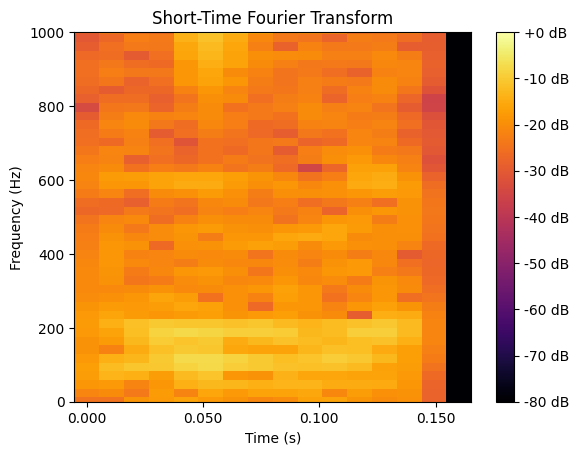 Short-Time Fourier Transform
1000
800
600
400
200
0
Frequency (Hz)
0.000
0.050
0.100
0.150
Time (s)
+0 dB
-10 dB
-20 dB
-30 dB
-40 dB
-50 dB
-60 dB
-70 dB
-80 dB